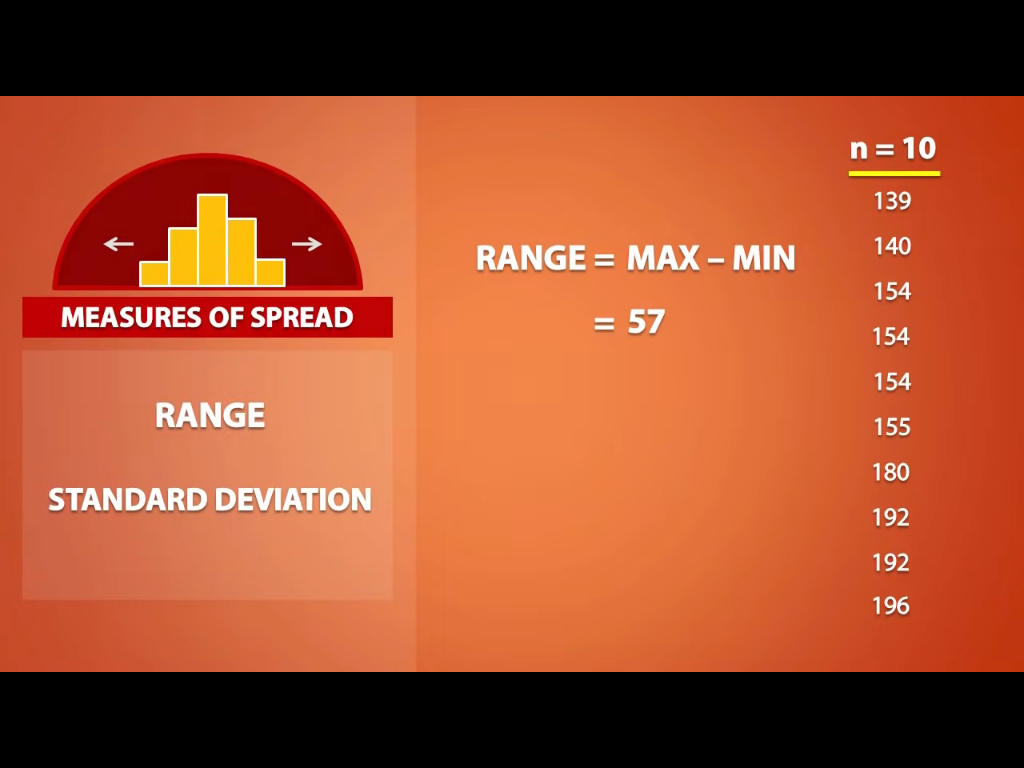 MEASURES OF SPREAD
RANGE
STANDARD DEVIATION
RANGE = MAX – MIN
= 57
n = 10
139
140
154
154
154
155
180
192
192
196